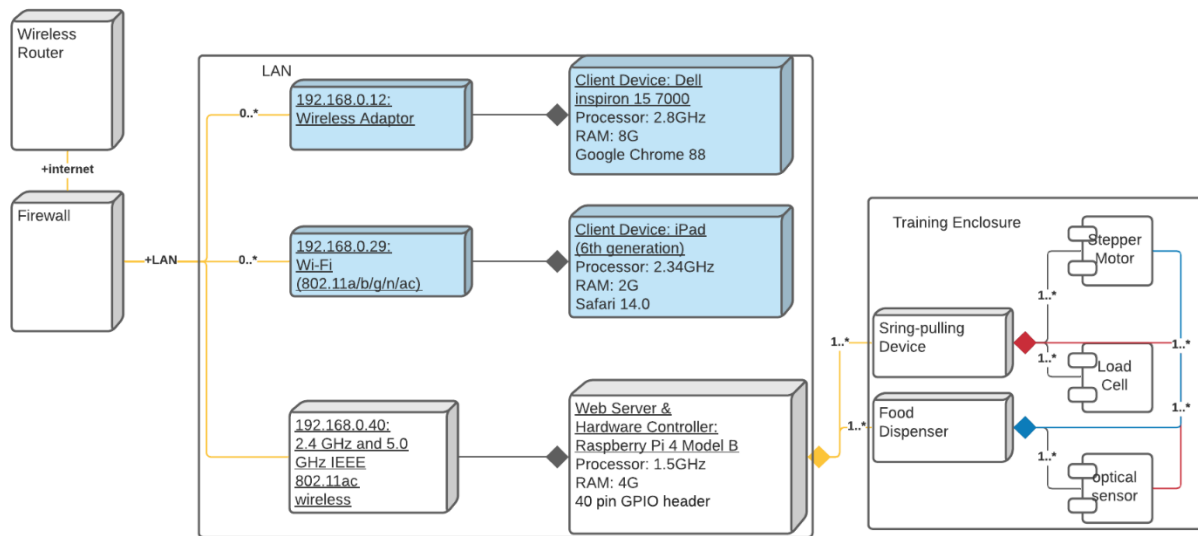 Wireless
Router
+internet
Firewall
+LAN
LAN
0..*
192.168.0.12:
Wireless Adaptor
Client Device: Dell
inspiron 15 7000
Processor: 2.8GHz
RAM: 8G
Google Chrome 88
0..*
192.168.0.29:
Wi-Fi
(802.11a/b/g/n/ac)
Client Device: iPad
(6th generation)
Processor: 2.34GHz
RAM: 2G
Safari 14.0
192.168.0.40:
2.4 GHz and 5.0
GHz IEEE
802.11ac
wireless
Web Server &
Hardware Controller:
Raspberry Pi 4 Model B
Processor: 1.5GHz
RAM: 4G
40 pin GPIO header
1..*
1..*
Training Enclosure
Sring-pulling
Device
Food
Dispenser
Stepper
Motor
1..*
1..*
1..*
Load
Cell
1..*
1..*
optical
sensor